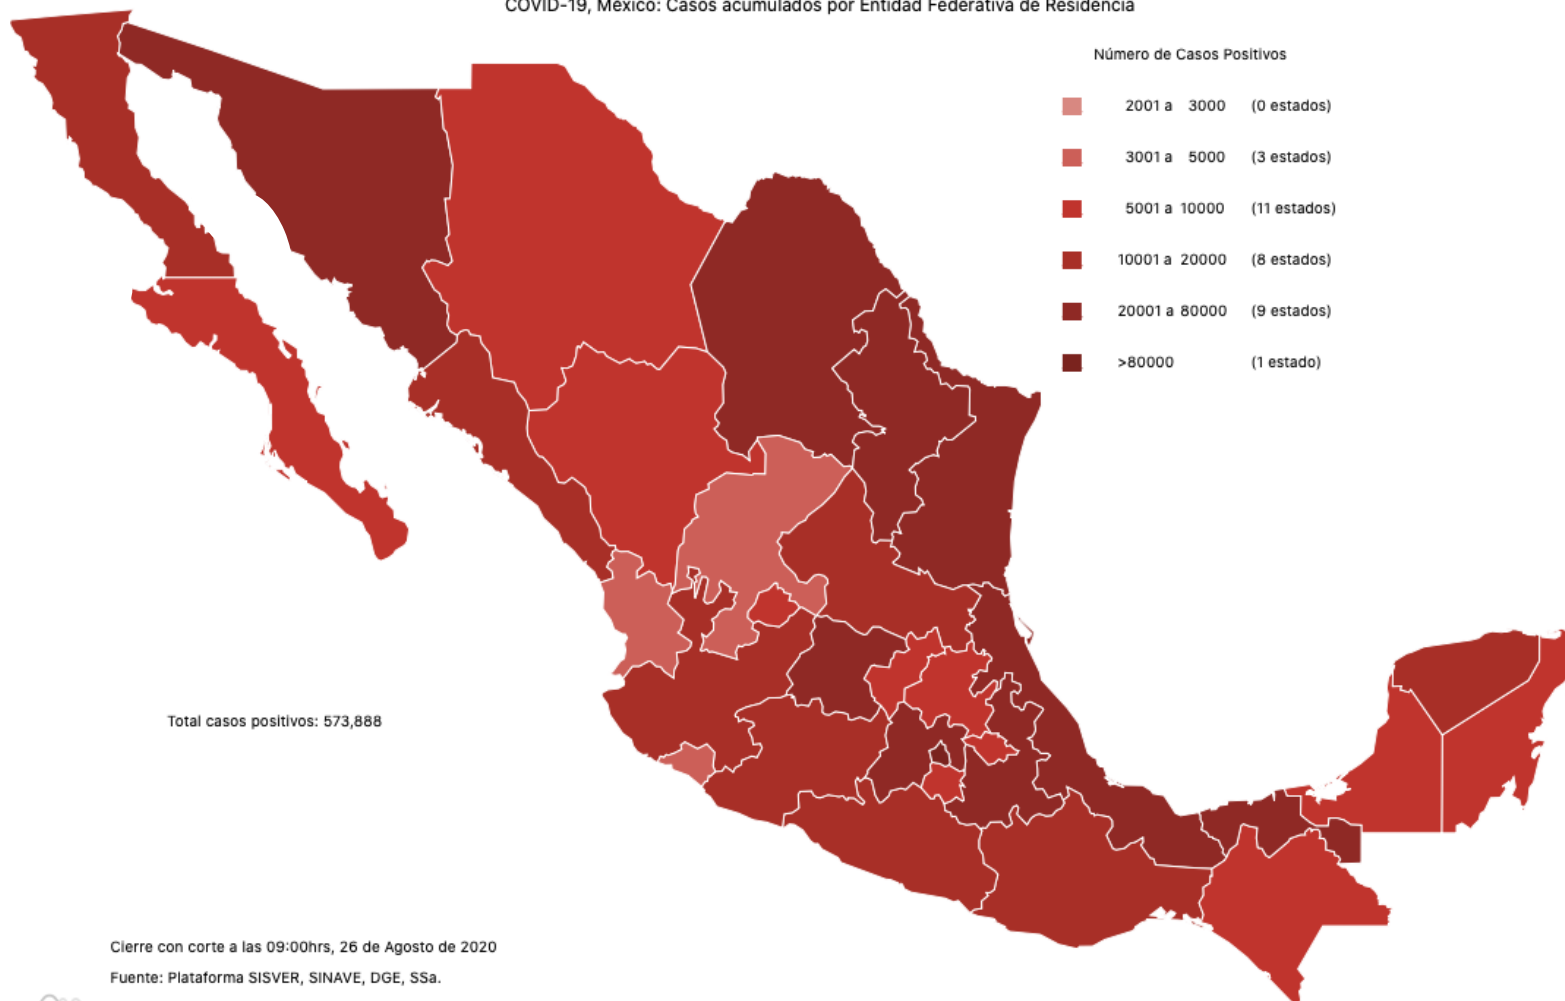 COVID-19, México: Casos acumulados por Entidad Federativa de Residencia
Número de Casos Positivos
2001 a 3000 (0 estados)
3001 a 5000 (3 estados)
5001 a 10000 (11 estados)
10001 a 20000 (8 estados)
20001 a 80000 (9 estados)
>80000 (1 estado)
Total casos positivos: 573,888
Cierre con corte a las 09:00hrs, 26 de Agosto de 2020
Fuente: Plataforma SISVER, SINAVE, DGE, SSa.